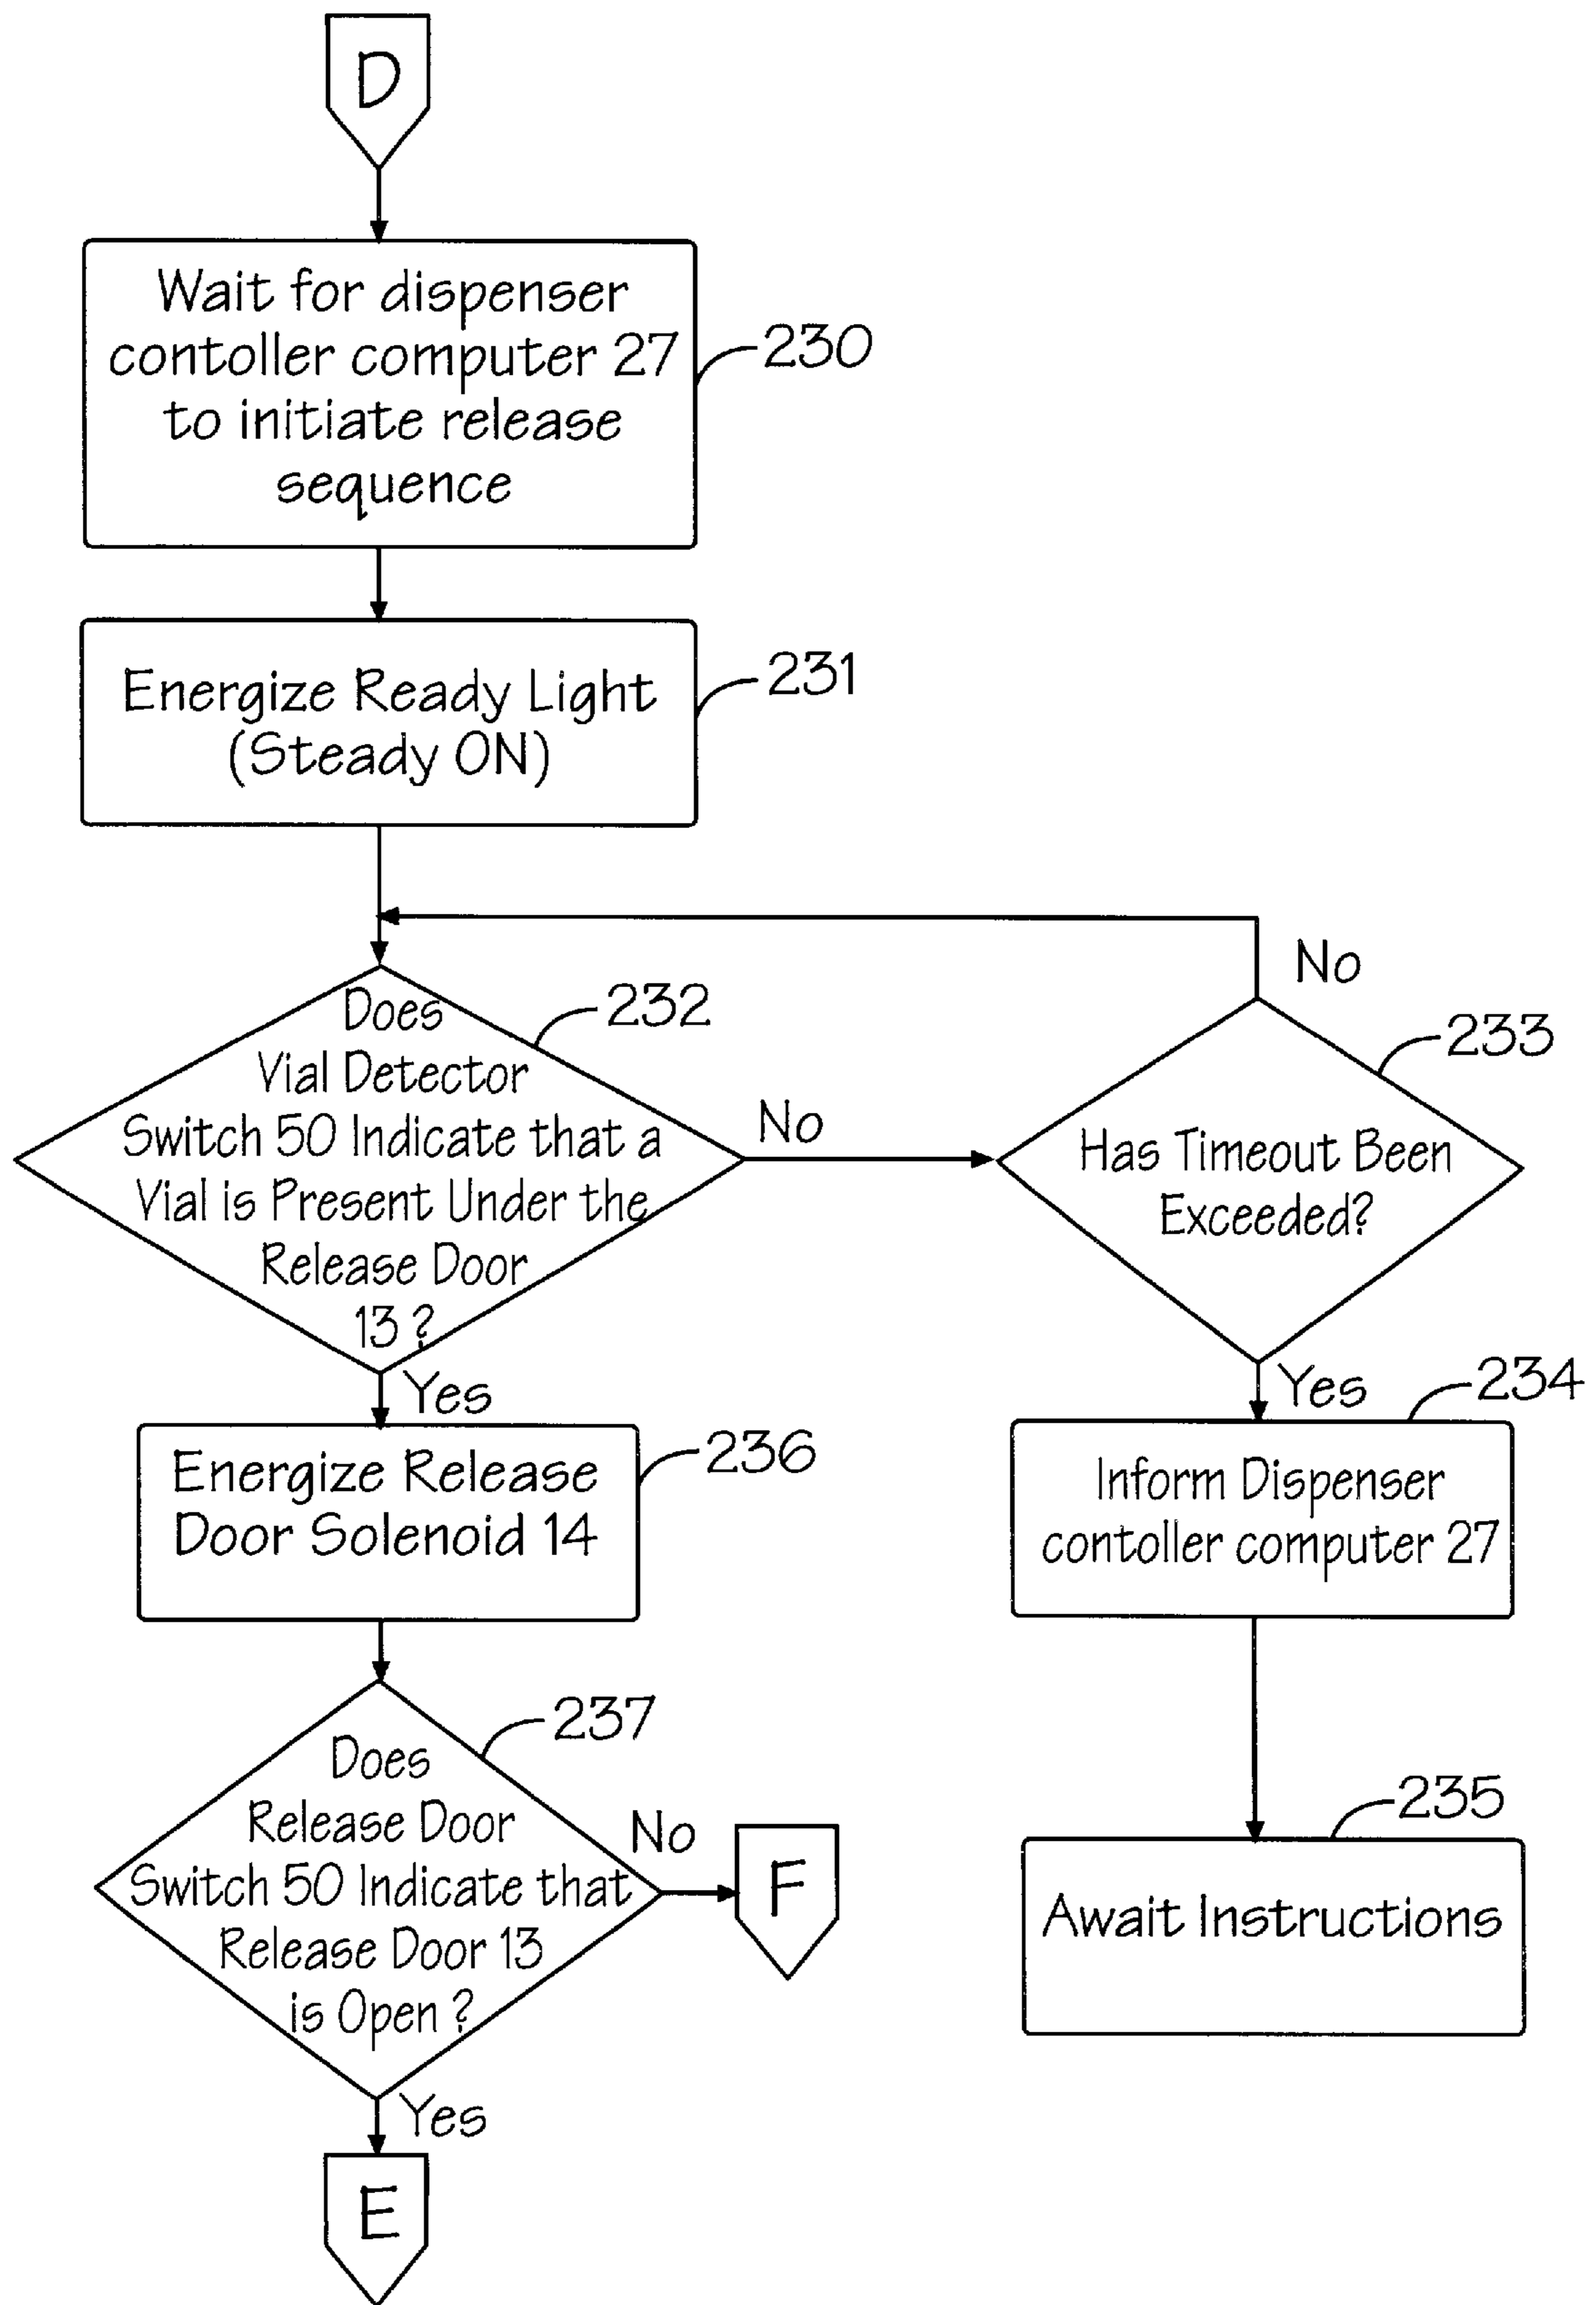 D
Wait for dispenser
contoller computer 27
to initiate release
sequence
230
Energize Ready Light
(Steady ON)
231
No
Does
Vial Detector
Switch 50 Indicate that a
Vial is Present Under the
Release Door
13 ?
232
No
Has Timeout Been
Exceeded?
233
Yes
Yes
Energize Release
Door Solenoid 14
236
Inform Dispenser
contoller computer 27
234
Does
Release Door
Switch 50 Indicate that
Release Door 13
is Open ?
237
No
F
Await Instructions
235
Yes
E